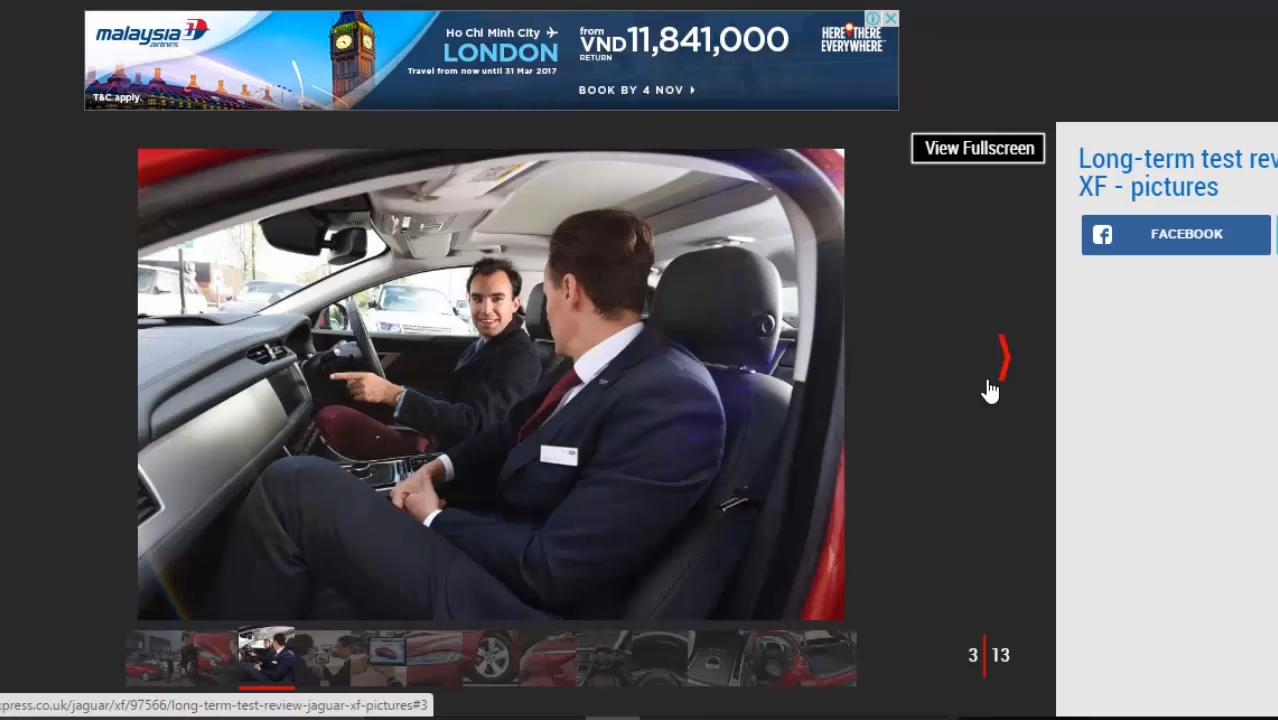 malaysia
airlines
T&C apply.
Ho Chi Minh City
LONDON
Travel from now until 31 Mar 2017
from
VND11,841,000
RETURN
BOOK BY 4 NOV
HERE THERE
EVERYWHERE
View Fullscreen
Long-term test rev
XF - pictures
FACEBOOK
3 13
xpress.co.uk/jaguar/xf/97566/long-term-test-review-jaguar-xf-pictures#3